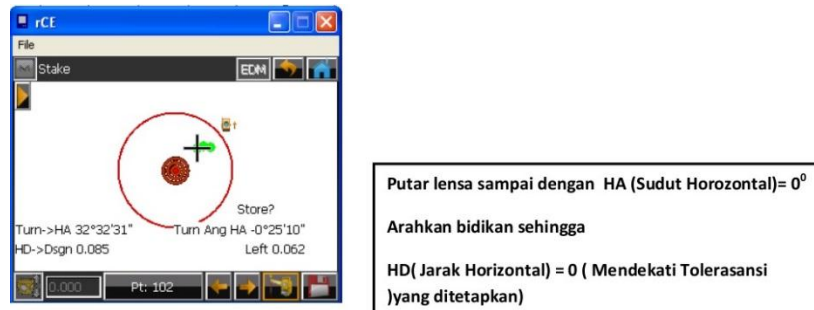 rCE
File
Stake
EDM
Store?
Turn->HA 32°32'31" Turn Ang HA -0°25'10"
HD->Dsgn 0.085 Left 0.062
0.000 Pt: 102
Putar lensa sampai dengan HA (Sudut Horozontal)= 0⁰
Arahkan bidikan sehingga
HD( Jarak Horizontal) = 0 ( Mendekati Tolerasansi
)yang ditetapkan)